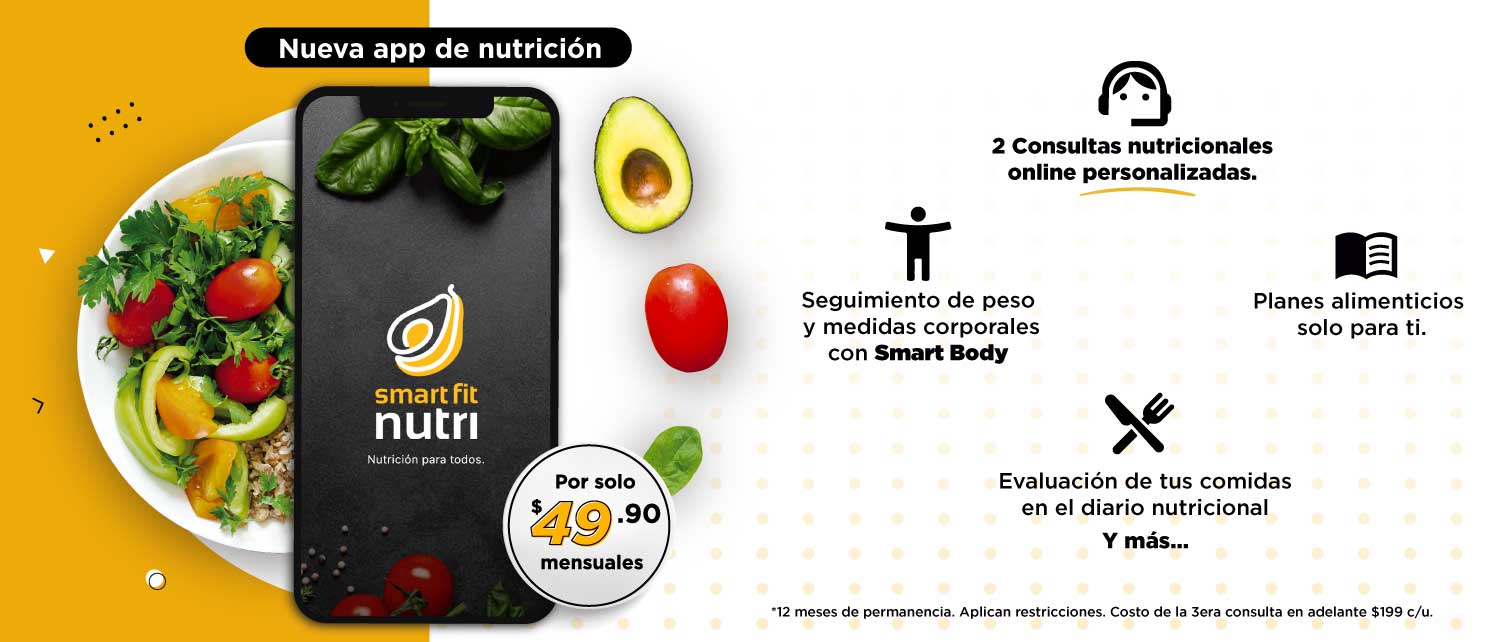 Nueva app de nutrición
smart fit
nutri
Nutrición para todos.
Por solo
$49.90
mensuales
2 Consultas nutricionales
online personalizadas.
Seguimiento de peso
y medidas corporales
con Smart Body
Planes alimenticios
solo para ti.
Evaluación de tus comidas
en el diario nutricional
Y más...
*12 meses de permanencia. Aplican restricciones. Costo de la 3era consulta en adelante $199 c/u.